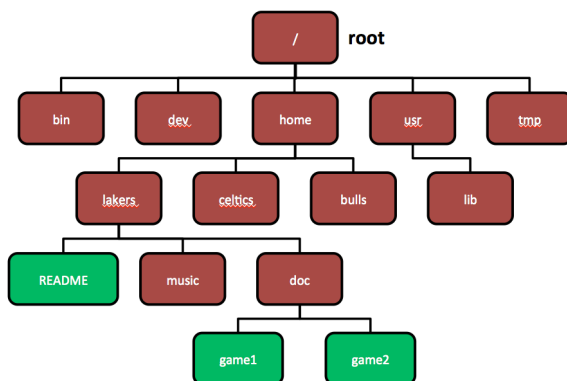 / root
bin dev home usr tmp
lakers celtics bulls lib
README music doc
game1 game2